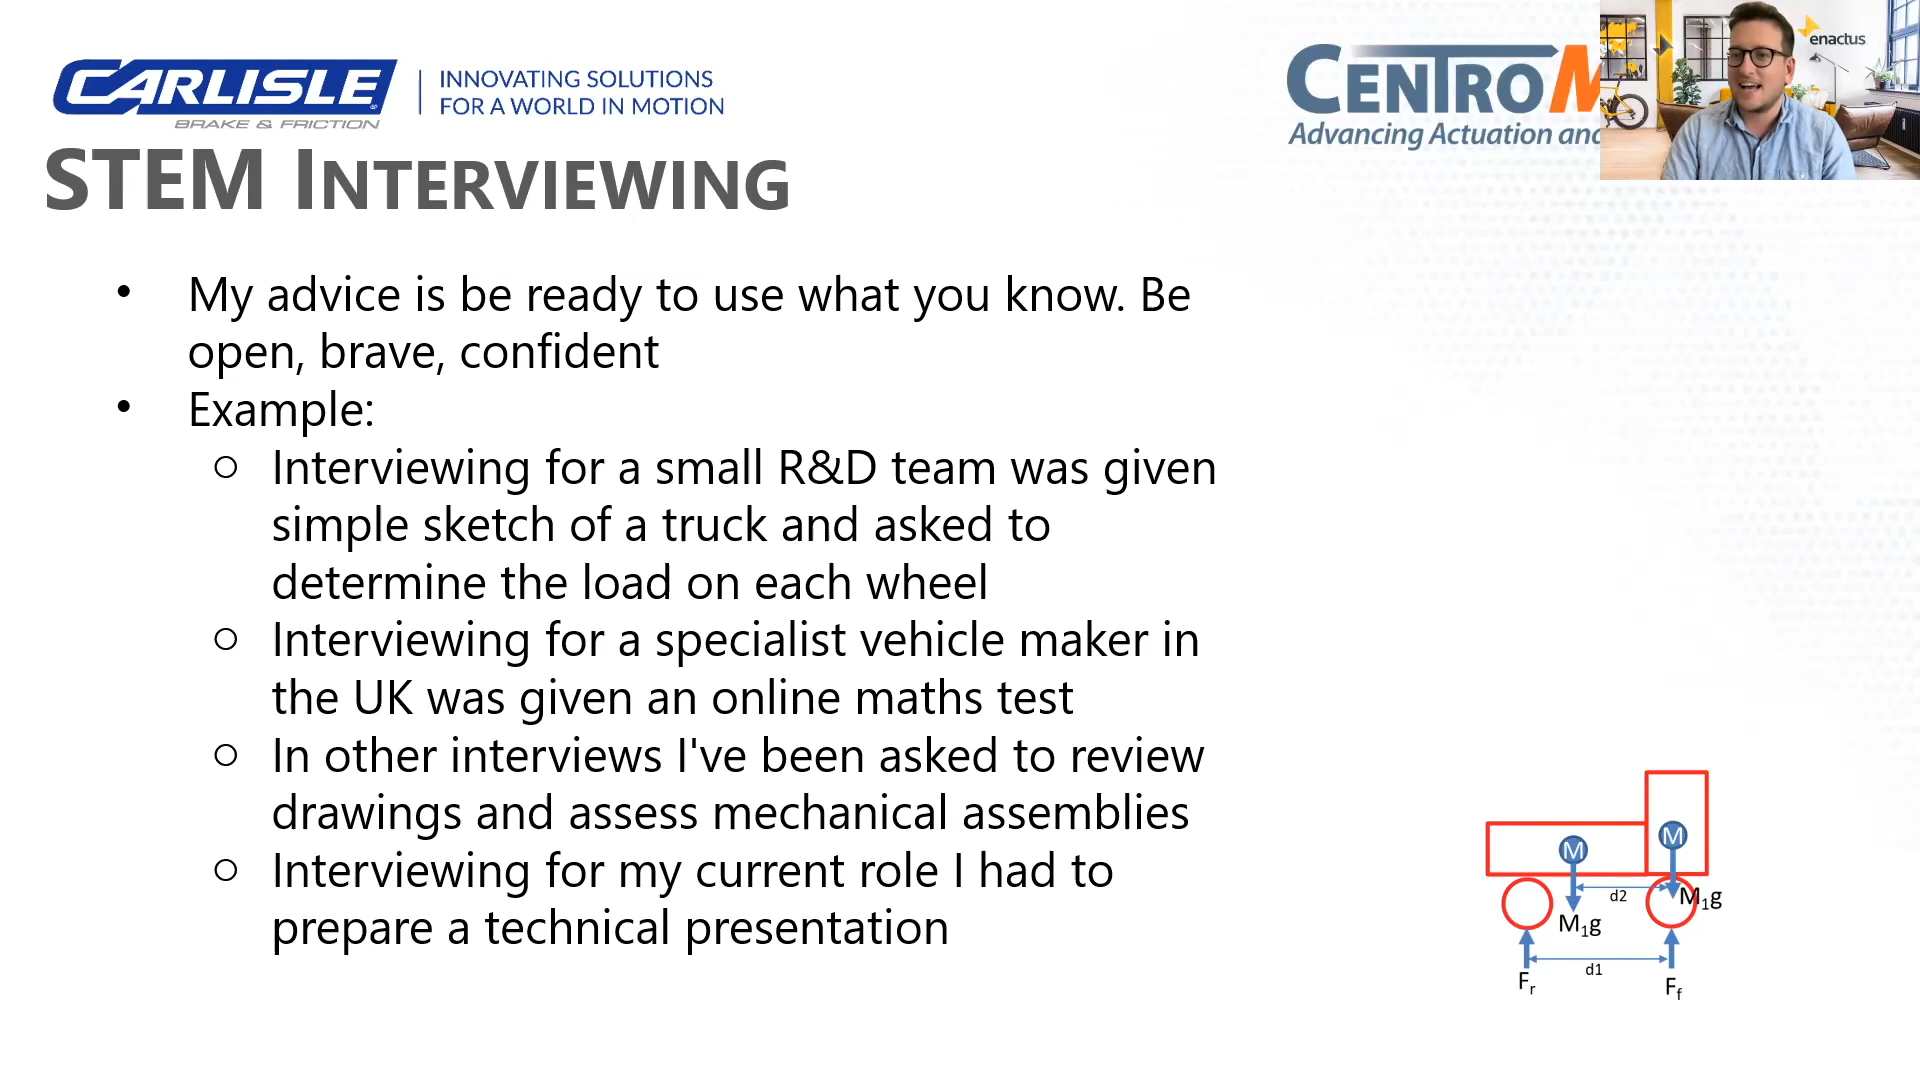 CARLISLE
BRAKE & FRICTION
INNOVATING SOLUTIONS
FOR A WORLD IN MOTION
CENTROM
Advancing Actuation and
enactus
STEM INTERVIEWING
• My advice is be ready to use what you know. Be
open, brave, confident
• Example:
○ Interviewing for a small R&D team was given
simple sketch of a truck and asked to
determine the load on each wheel
○ Interviewing for a specialist vehicle maker in
the UK was given an online maths test
○ In other interviews I've been asked to review
drawings and assess mechanical assemblies
○ Interviewing for my current role I had to
prepare a technical presentation
M
M
d2
M₁g
M₁g
d1
Fr
Ff